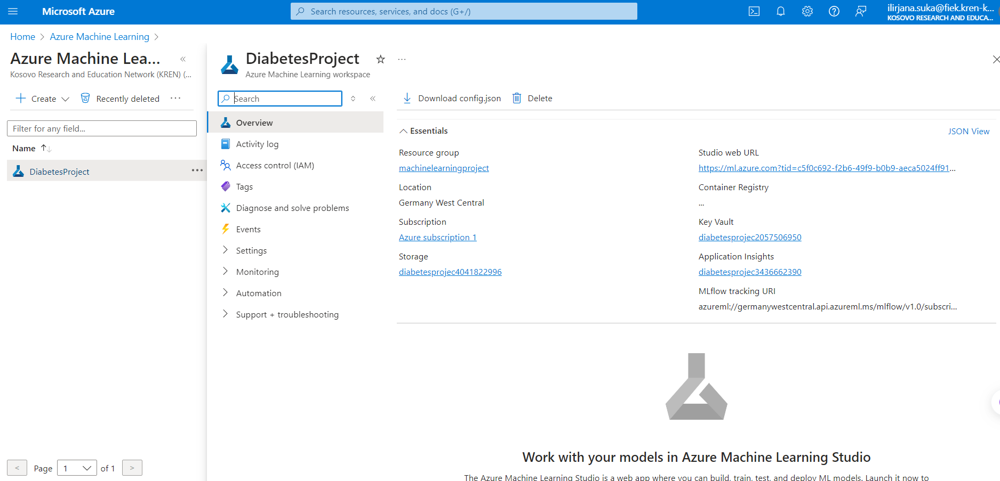 Microsoft Azure
Search resources, services, and docs (G+/)
ilirjana.suka@fiek.kren-k...
KOSOVO RESEARCH AND EDUCA...
Home > Azure Machine Learning >
Azure Machine Lea... «
Kosovo Research and Education Network (KREN) (...
+ Create
Recently deleted ...
Filter for any field...
Name ↑↓
DiabetesProject ...
< Page 1 of 1 >
DiabetesProject ☆ ...
Azure Machine Learning workspace
Search «
Overview
Activity log
Access control (IAM)
Tags
Diagnose and solve problems
Events
Settings
Monitoring
Automation
Support + troubleshooting
Download config.json
Delete
Essentials
JSON View
Resource group
machinelearningproject
Location
Germany West Central
Subscription
Azure subscription 1
Storage
diabetesprojec4041822996
Studio web URL
https://ml.azure.com?tid=c5f0c692-f2b6-49f9-b0b9-aeca5024ff91...
Container Registry
...
Key Vault
diabetesprojec2057506950
Application Insights
diabetesprojec3436662390
MLflow tracking URI
azureml://germanywestcentral.api.azureml.ms/mlflow/v1.0/subscri...
Work with your models in Azure Machine Learning Studio
The Azure Machine Learning Studio is a web app where you can build, train, test, and deploy ML models. Launch it now to